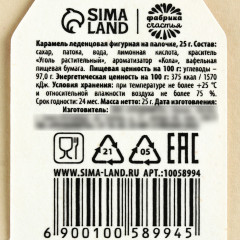 SIMA LAND
фабрика счастья
Карамель леденцовая фигурная на палочке, 25 г. Состав:
сахар, патока, вода, лимонная кислота, краситель
«Уголь растительный», ароматизатор «Кола», вафельная
пищевая бумага. Пищевая ценность на 100 г: углеводы –
97,0 г. Энергетическая ценность на 100 г: 375 ккал / 1570
кДж. Условия хранения: при температуре не более +25 °С
и относительной влажности воздуха не более 75 %.
Срок годности: 24 мес. Масса нетто: 25 г. Дата изготовления:
Изготовитель:
21
05
EAC
WWW.SIMA-LAND.RU АРТ.:10058994
6 900100 589945